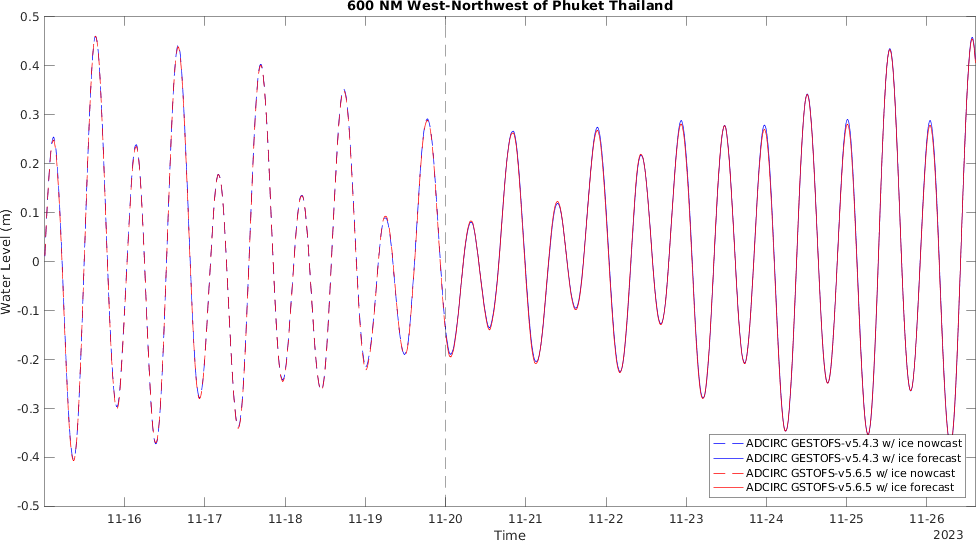 600 NM West-Northwest of Phuket Thailand
0.5
0.4
0.3
0.2
0.1
0
-0.1
-0.2
-0.3
-0.4
-0.5
Water Level (m)
ADCIRC GESTOFS-v5.4.3 w/ ice nowcast
ADCIRC GESTOFS-v5.4.3 w/ ice forecast
ADCIRC GSTOFS-v5.6.5 w/ ice nowcast
ADCIRC GSTOFS-v5.6.5 w/ ice forecast
11-16 11-17 11-18 11-19 11-20 11-21 11-22 11-23 11-24 11-25 11-26
Time
2023